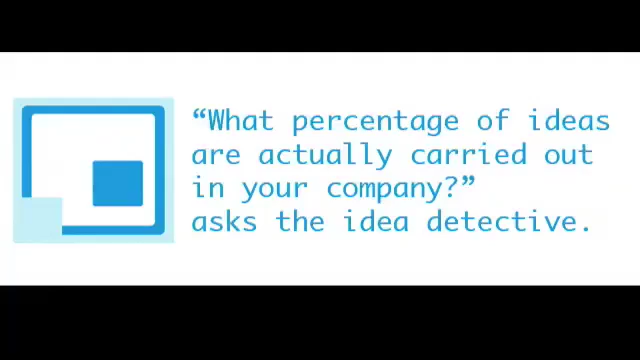 “What percentage of ideas
are actually carried out
in your company?”
asks the idea detective.